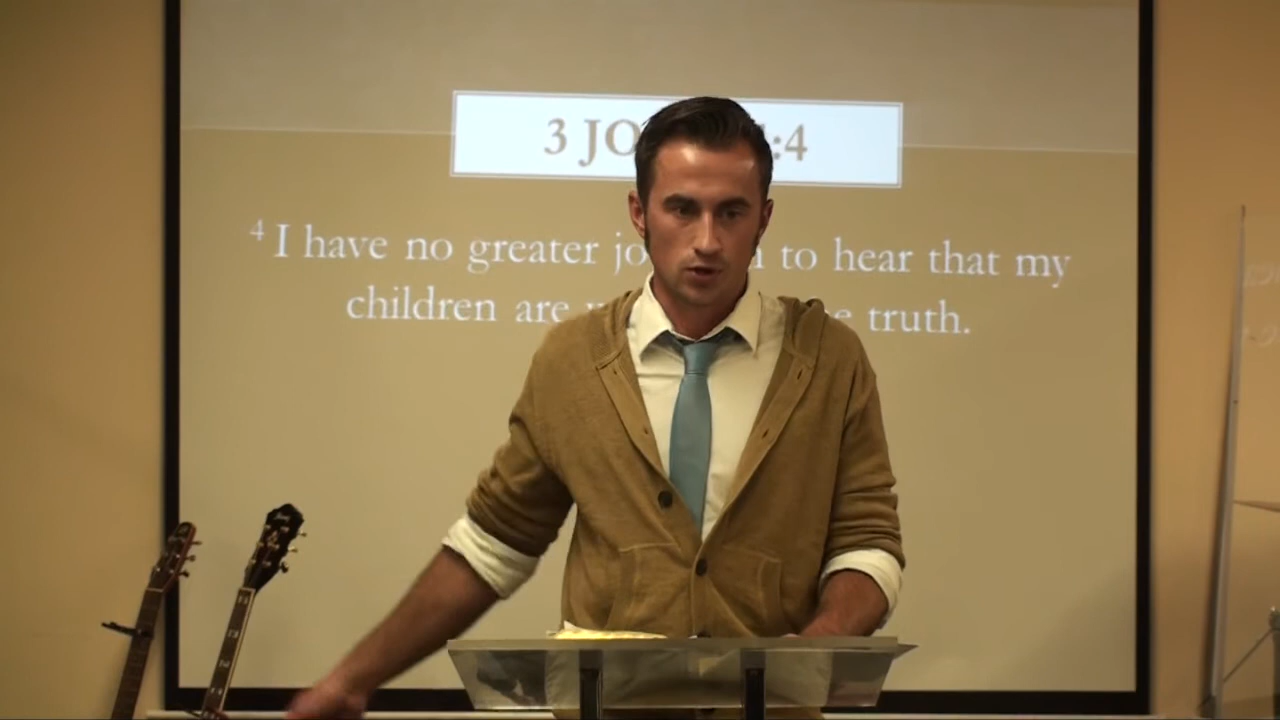 3 JO :4
4 I have no greater jo to hear that my
children are truth.